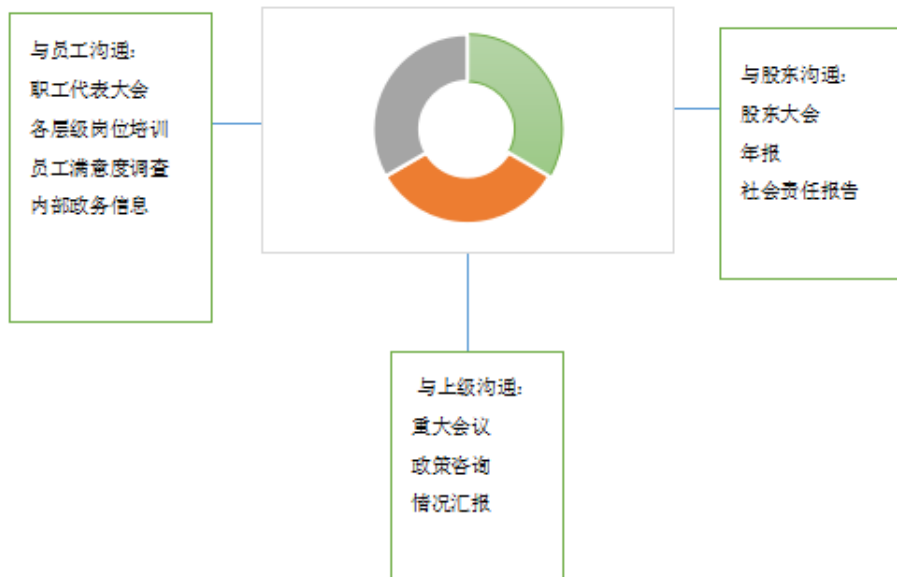 与员工沟通:
职工代表大会
各层级岗位培训
员工满意度调查
内部政务信息
与股东沟通:
股东大会
年报
社会责任报告
与上级沟通:
重大会议
政策咨询
情况汇报